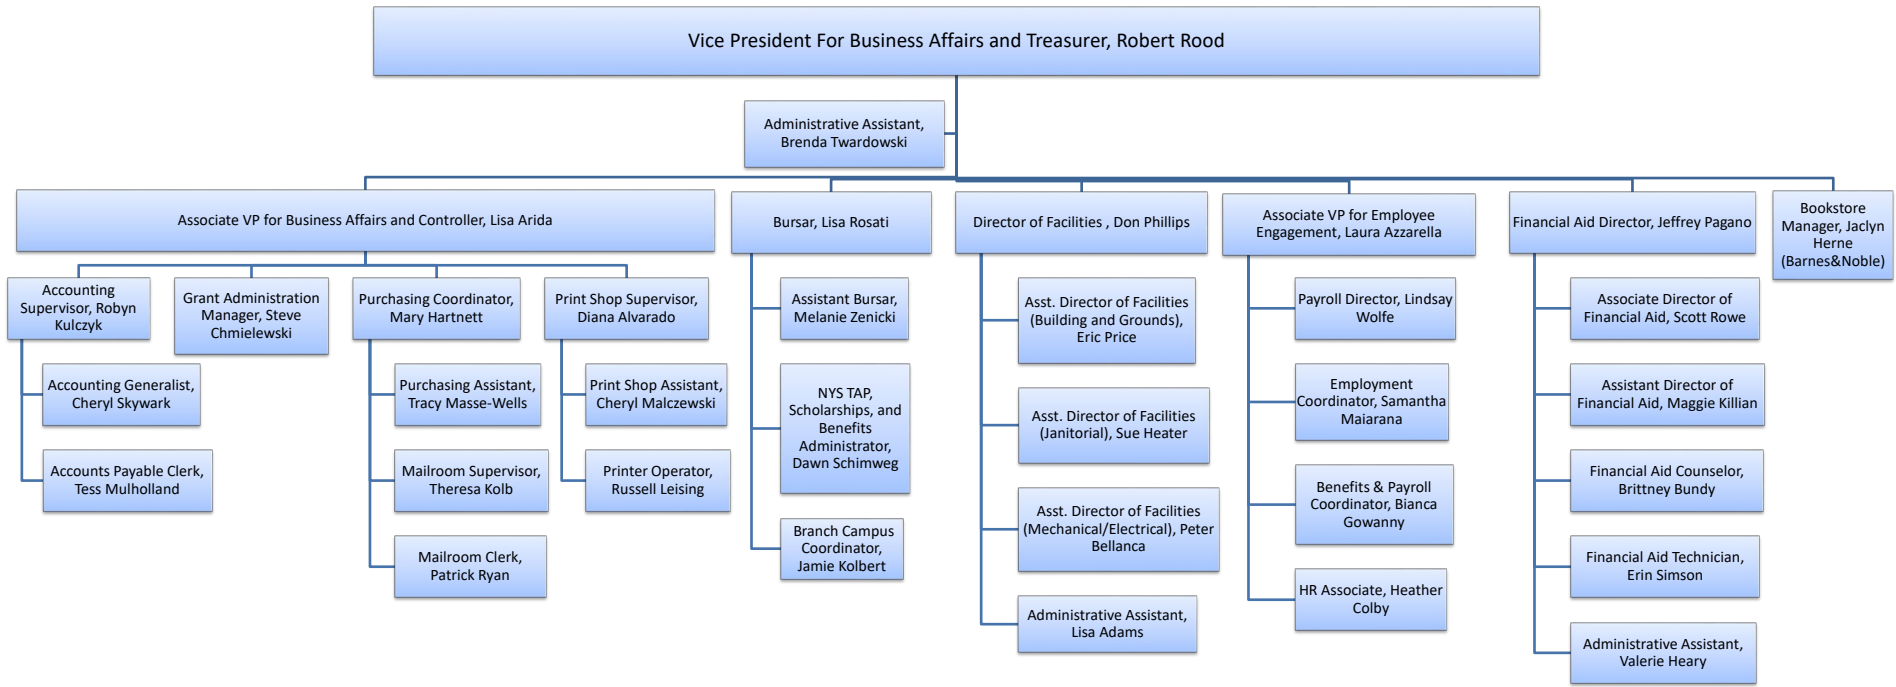 Vice President For Business Affairs and Treasurer, Robert Rood
Administrative Assistant,
Brenda Twardowski
Associate VP for Business Affairs and Controller, Lisa Arida
Bursar, Lisa Rosati
Director of Facilities , Don Phillips
Associate VP for Employee
Engagement, Laura Azzarella
Financial Aid Director, Jeffrey Pagano
Bookstore
Manager, Jaclyn
Herne
(Barnes&Noble)
Accounting
Supervisor, Robyn
Kulczyk
Grant Administration
Manager, Steve
Chmielewski
Purchasing Coordinator,
Mary Hartnett
Print Shop Supervisor,
Diana Alvarado
Accounting Generalist,
Cheryl Skywark
Accounts Payable Clerk,
Tess Mulholland
Purchasing Assistant,
Tracy Masse-Wells
Mailroom Supervisor,
Theresa Kolb
Mailroom Clerk,
Patrick Ryan
Print Shop Assistant,
Cheryl Malczewski
Printer Operator,
Russell Leising
Assistant Bursar,
Melanie Zenicki
NYS TAP,
Scholarships, and
Benefits
Administrator,
Dawn Schimweg
Branch Campus
Coordinator,
Jamie Kolbert
Asst. Director of Facilities
(Building and Grounds),
Eric Price
Asst. Director of Facilities
(Janitorial), Sue Heater
Asst. Director of Facilities
(Mechanical/Electrical), Peter
Bellanca
Administrative Assistant,
Lisa Adams
Payroll Director, Lindsay
Wolfe
Employment
Coordinator, Samantha
Maiarana
Benefits & Payroll
Coordinator, Bianca
Gowanny
HR Associate, Heather
Colby
Associate Director of
Financial Aid, Scott Rowe
Assistant Director of
Financial Aid, Maggie Killian
Financial Aid Counselor,
Brittney Bundy
Financial Aid Technician,
Erin Simson
Administrative Assistant,
Valerie Heary